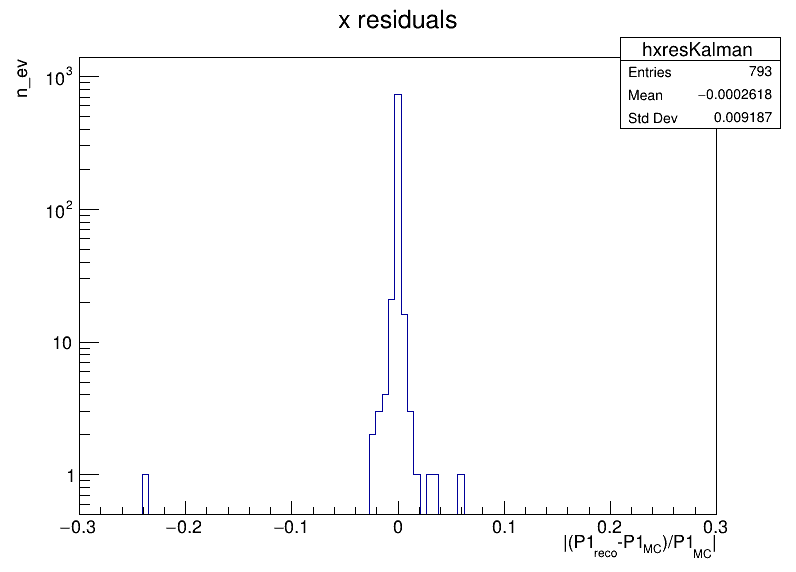 x residuals
hxresKalman
Entries 793
Mean −0.0002618
Std Dev 0.009187
n_ev
10³
10²
10
1
−0.3 −0.2 −0.1 0 0.1 0.2 0.3
|(P1reco-P1MC)/P1MC|